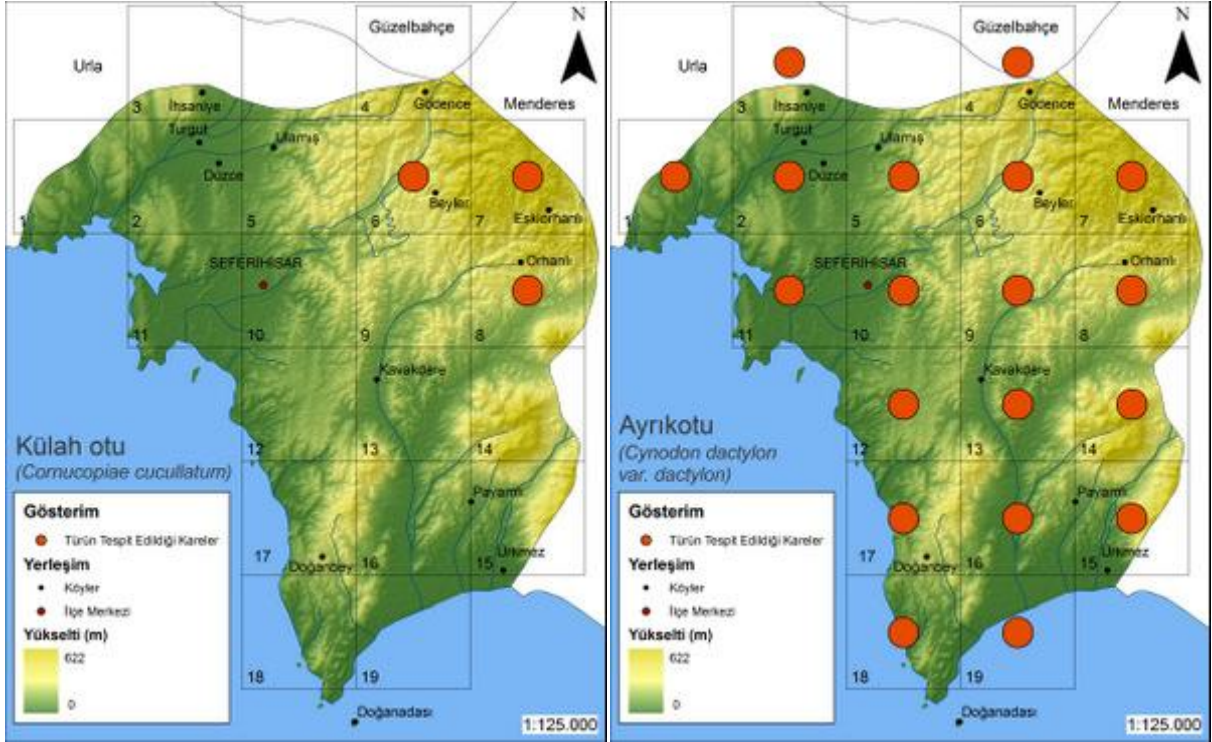 Güzelbahçe
N
Urla
İhsaniye
Gödence
Menderes
3
4
Turgut
Ulamış
Düzce
Beyler
Eskiorhanlı
1
2
5
6
7
SEFERİHİSAR
Orhanlı
11
10
9
8
Kavakdere
Külah otu
(Cornucopiae cucullatum)
12
13
14
Payamlı
Gösterim
Türün Tespit Edildiği Kareler
Yerleşim
Köyler
İlçe Merkezi
Yükselti (m)
622
0
17
Doğanbey
16
15
Ürkmez
18
19
Doğanadası
1:125.000
Güzelbahçe
N
Urla
İhsaniye
Gödence
Menderes
3
4
Turgut
Ulamış
Düzce
Beyler
Eskiorhanlı
1
2
5
6
7
SEFERİHİSAR
Orhanlı
11
10
9
8
Kavakdere
Ayrıkotu
(Cynodon dactylon
var. dactylon)
12
13
14
Payamlı
Gösterim
Türün Tespit Edildiği Kareler
Yerleşim
Köyler
İlçe Merkezi
Yükselti (m)
622
0
17
Doğanbey
16
15
Ürkmez
18
19
Doğanadası
1:125.000